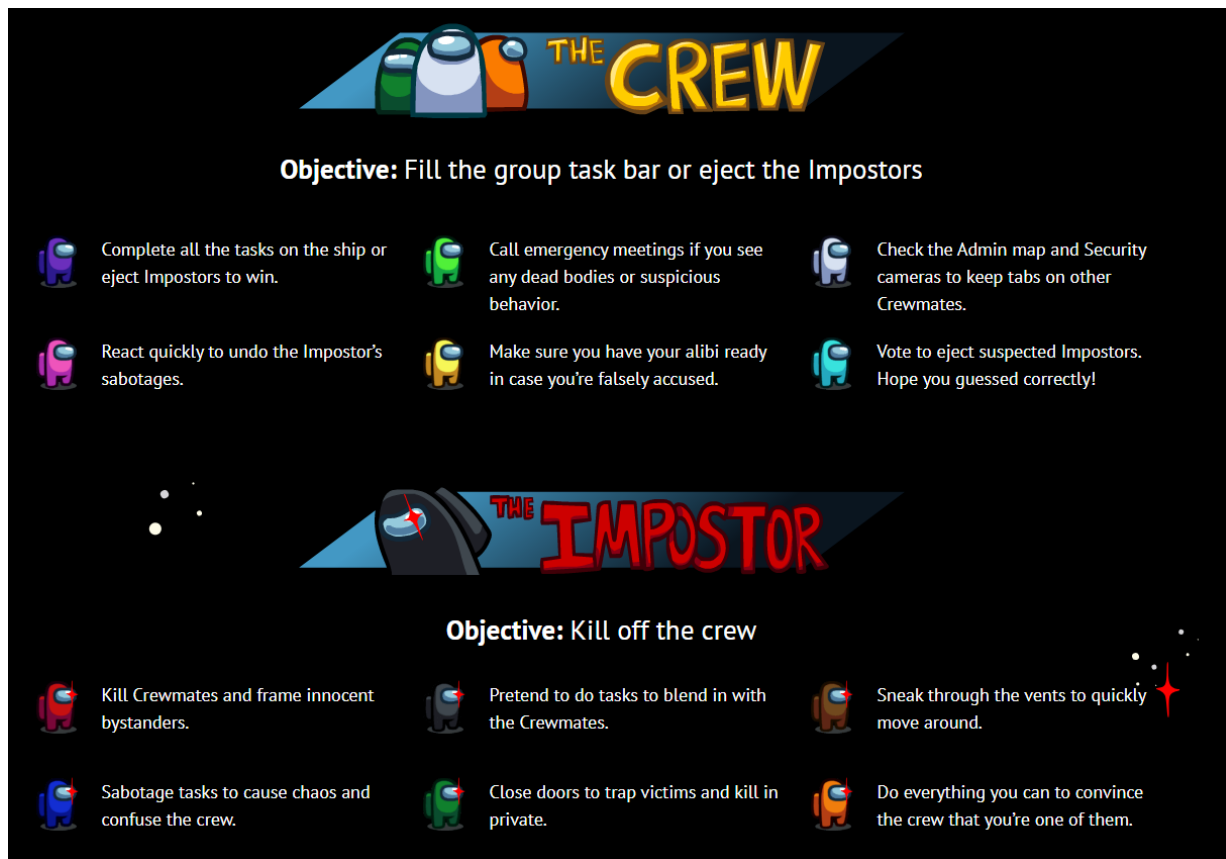 THE CREW
Objective: Fill the group task bar or eject the Impostors
Complete all the tasks on the ship or
eject Impostors to win.
Call emergency meetings if you see
any dead bodies or suspicious
behavior.
Check the Admin map and Security
cameras to keep tabs on other
Crewmates.
React quickly to undo the Impostor’s
sabotages.
Make sure you have your alibi ready
in case you’re falsely accused.
Vote to eject suspected Impostors.
Hope you guessed correctly!
THE IMPOSTOR
Objective: Kill off the crew
Kill Crewmates and frame innocent
bystanders.
Pretend to do tasks to blend in with
the Crewmates.
Sneak through the vents to quickly
move around.
Sabotage tasks to cause chaos and
confuse the crew.
Close doors to trap victims and kill in
private.
Do everything you can to convince
the crew that you’re one of them.